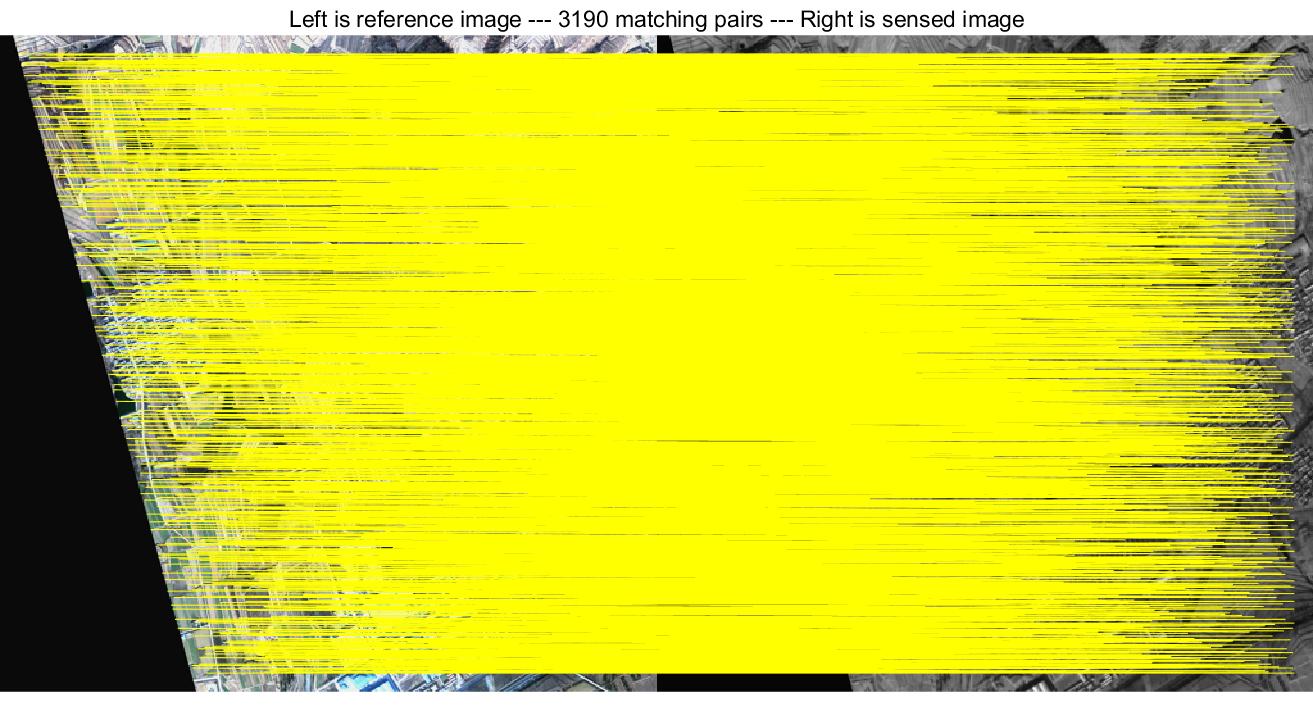 Left is reference image --- 3190 matching pairs --- Right is sensed image